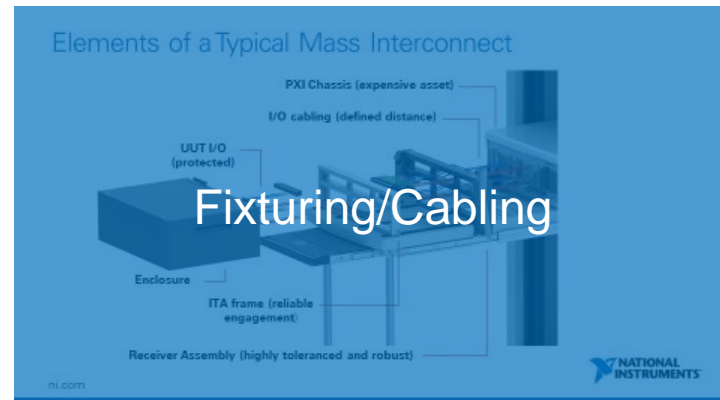 Elements of a Typical Mass Interconnect
PXI Chassis (expensive asset)
I/O cabling (defined distance)
UUT I/O
(protected)
Fixturing/Cabling
Enclosure
ITA frame (reliable
engagement)
Receiver Assembly (highly toleranced and robust)
ni.com
NATIONAL
INSTRUMENTS